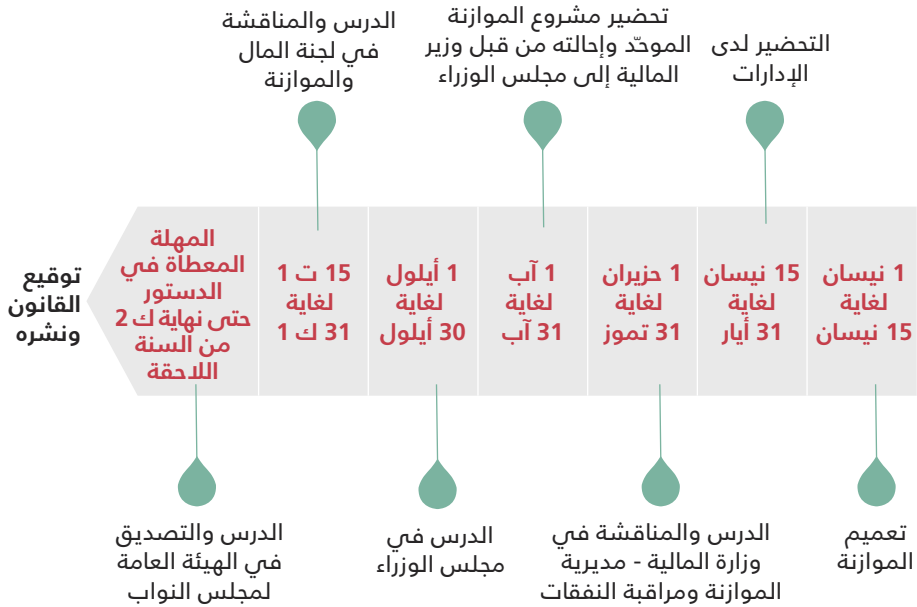 التحضير لدى
الإدارات
تحضير مشروع الموازنة
الموحّد وإحالته من قبل وزير
المالية إلى مجلس الوزراء
الدرس والمناقشة
في لجنة المال
والموازنة
1 نيسان
لغاية
15 نيسان
15 نيسان
لغاية
31 أيار
1 حزيران
لغاية
31 تموز
1 آب
لغاية
31 آب
1 أيلول
لغاية
30 أيلول
15 ت 1
لغاية
31 ك 1
المهلة
المعطاة في
الدستور
حتى نهاية ك 2
من السنة
اللاحقة
توقيع
القانون
ونشره
تعميم
الموازنة
الدرس والمناقشة في
وزارة المالية - مديرية
الموازنة ومراقبة النفقات
الدرس في
مجلس الوزراء
الدرس والتصديق
في الهيئة العامة
لمجلس النواب